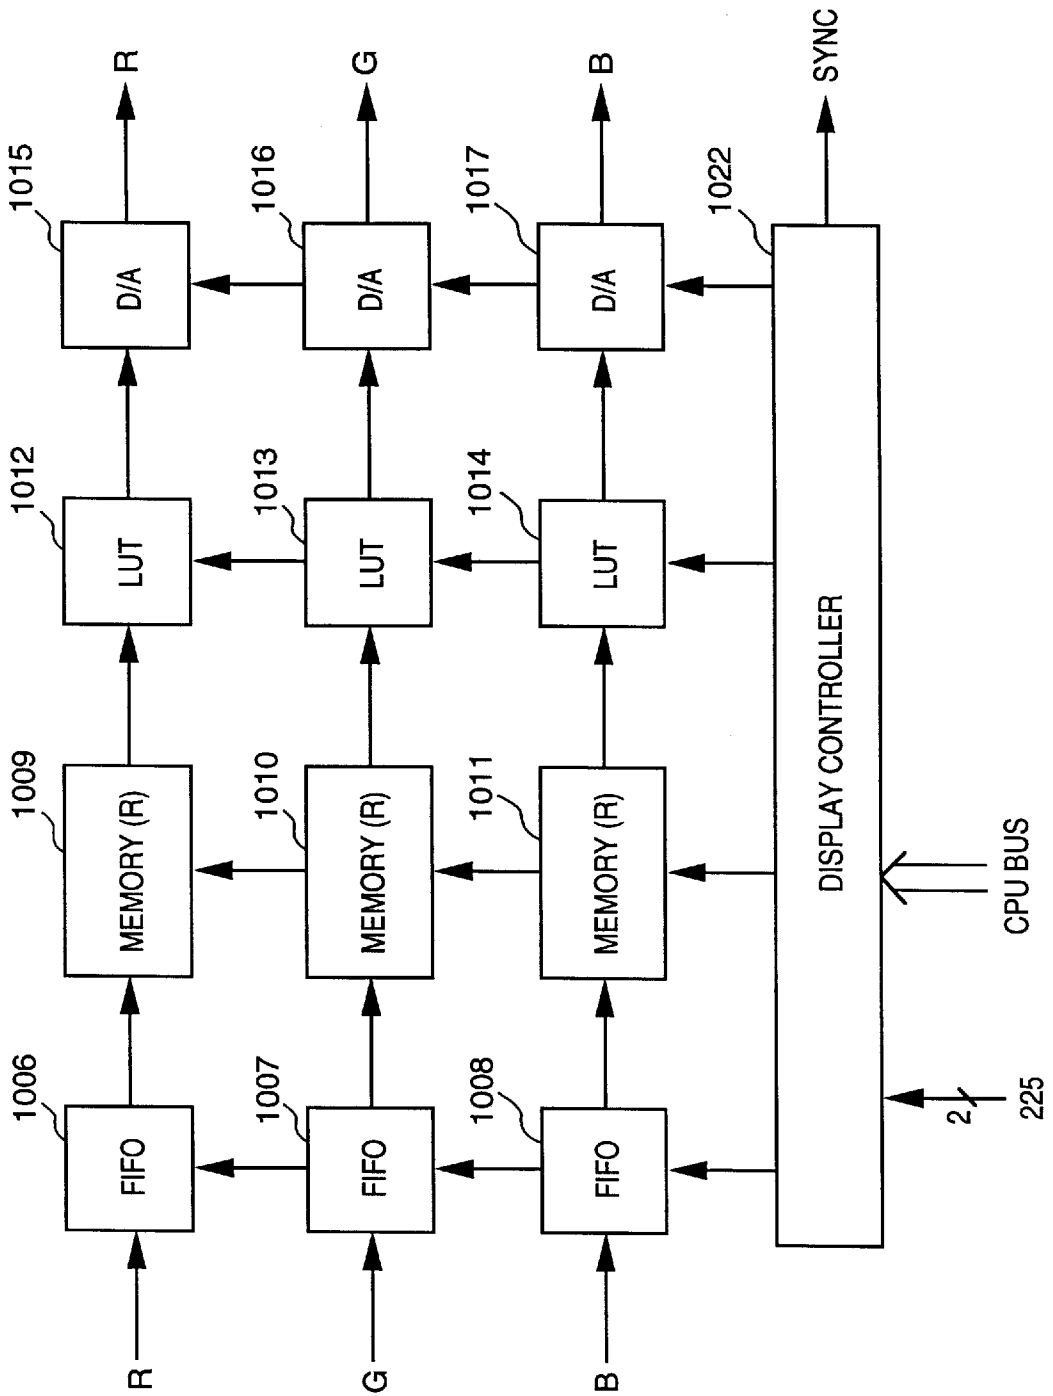 1006
1009
1012
1015
R
FIFO
MEMORY (R)
LUT
D/A
R
1007
1010
1013
1016
G
FIFO
MEMORY (R)
LUT
D/A
G
1008
1011
1014
1017
B
FIFO
MEMORY (R)
LUT
D/A
B
1022
DISPLAY CONTROLLER
SYNC
2
225
CPU BUS